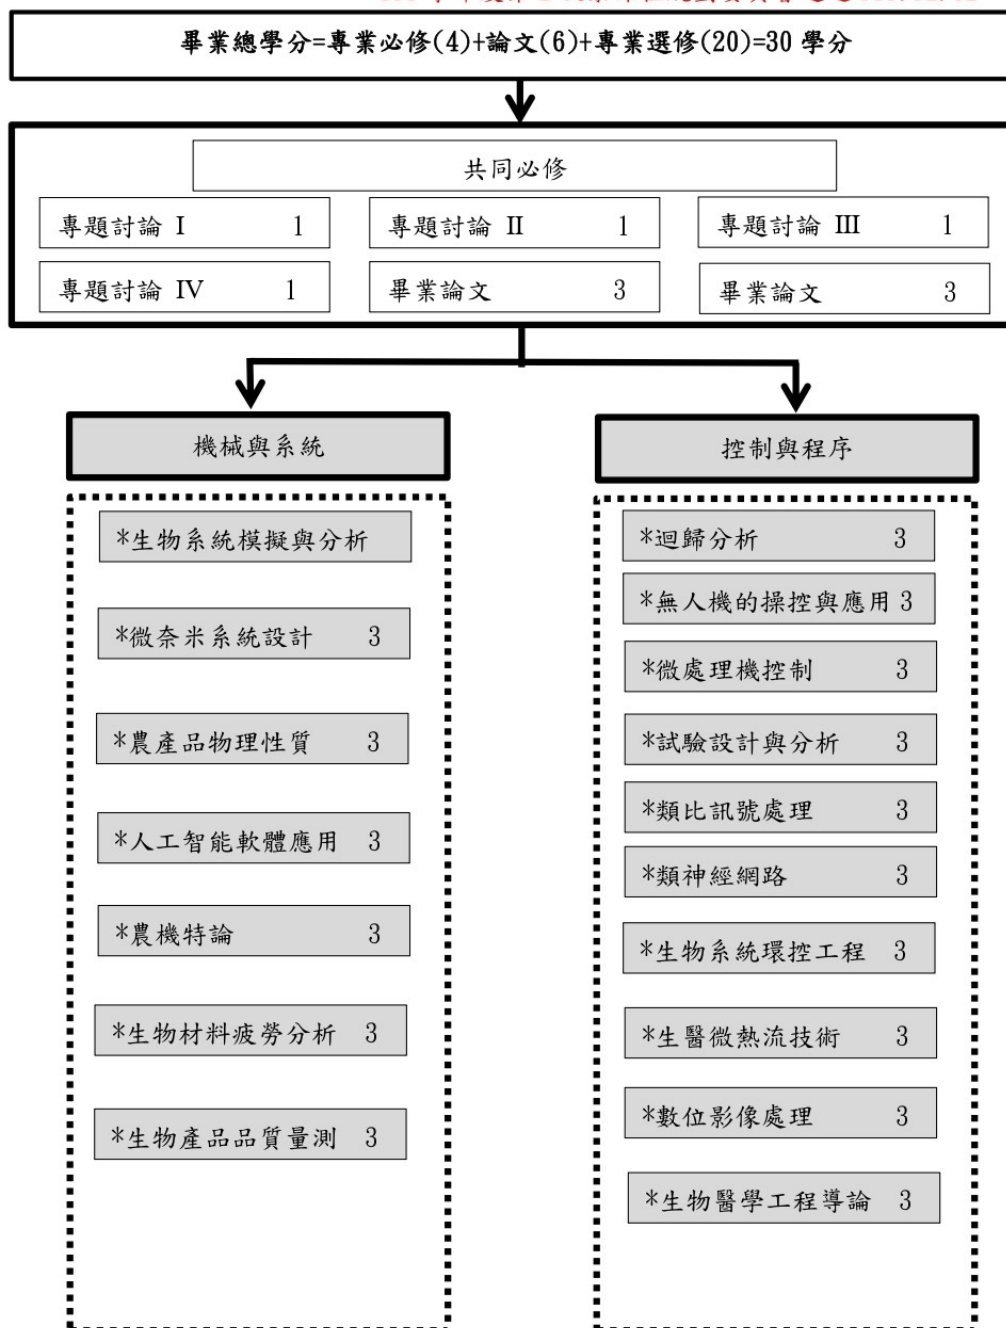 畢業總學分=專業必修(4)+論文(6)+專業選修(20)=30 學分
共同必修
專題討論 I 1
專題討論 II 1
專題討論 III 1
專題討論 IV 1
畢業論文 3
畢業論文 3
機械與系統
*生物系統模擬與分析
*微奈米系統設計 3
*農產品物理性質 3
*人工智能軟體應用 3
*農機特論 3
*生物材料疲勞分析 3
*生物產品品質量測 3
控制與程序
*迴歸分析 3
*無人機的操控與應用 3
*微處理機控制 3
*試驗設計與分析 3
*類比訊號處理 3
*類神經網路 3
*生物系統環控工程 3
*生醫微熱流技術 3
*數位影像處理 3
*生物醫學工程導論 3